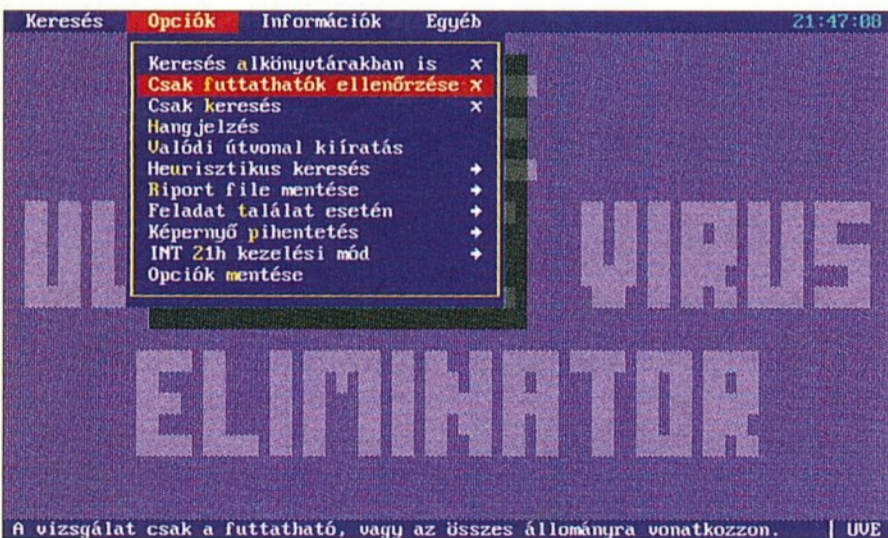 Keresés Opciók Információk Egyéb 21:47:08
Keresés alkönyvtárakban is x
Csak futtathatók ellenőrzése x
Csak keresés x
Hangjelzés
Valódi útvonal kiíratás
Heurisztikus keresés →
Riport file mentése →
Feladat találat esetén →
Képernyő pihentetés →
INT 21h kezelési mód →
Opciók mentése
VIRUS
ELIMINATOR
A vizsgálat csak a futtatható, vagy az összes állományra vonatkozzon. | UVE